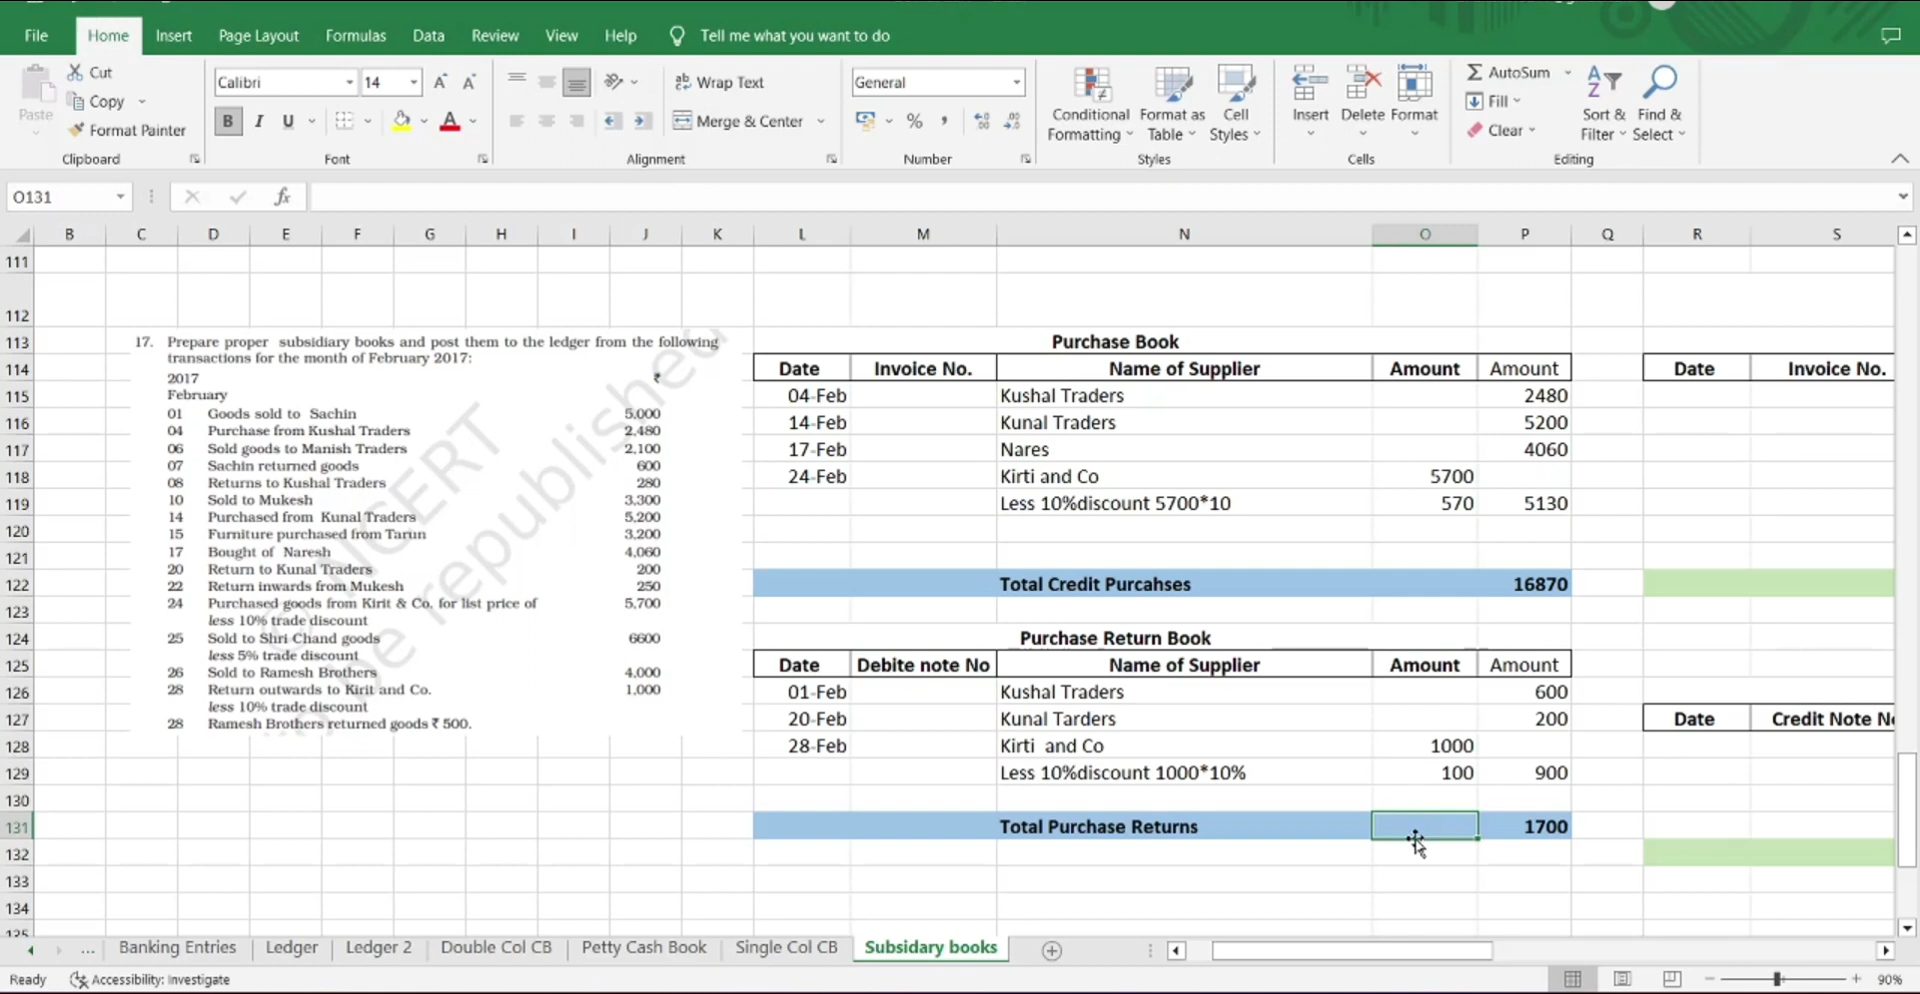 File Home Insert Page Layout Formulas Data Review View Help Tell me what you want to do
Paste Cut Copy Format Painter Clipboard
Calibri 14 A A B I U A Font
Wrap Text Merge & Center Alignment
General % , Number
Conditional Formatting Format as Table Cell Styles Styles
Insert Delete Format Cells
AutoSum Fill Clear Sort & Filter Find & Select Editing
O131 fx
B C D E F G H I J K L M N O P Q R S
111
112
113 Purchase Book
114 Date Invoice No. Name of Supplier Amount Amount Date Invoice No.
115 04-Feb Kushal Traders 2480
116 14-Feb Kunal Traders 5200
117 17-Feb Nares 4060
118 24-Feb Kirti and Co 5700
119 Less 10%discount 5700*10 570 5130
120
121
122 Total Credit Purcahses 16870
123
124 Purchase Return Book
125 Date Debite note No Name of Supplier Amount Amount
126 01-Feb Kushal Traders 600
127 20-Feb Kunal Tarders 200 Date Credit Note
128 28-Feb Kirti and Co 1000
129 Less 10%discount 1000*10% 100 900
130
131 Total Purchase Returns 1700
132
133
134
135
17. Prepare proper subsidiary books and post them to the ledger from the following
transactions for the month of February 2017:
2017 ₹
February
01 Goods sold to Sachin 5,000
04 Purchase from Kushal Traders 2,480
06 Sold goods to Manish Traders 2,100
07 Sachin returned goods 600
08 Returns to Kushal Traders 280
10 Sold to Mukesh 3,300
14 Purchased from Kunal Traders 5,200
15 Furniture purchased from Tarun 3,200
17 Bought of Naresh 4,060
20 Return to Kunal Traders 200
22 Return inwards from Mukesh 250
24 Purchased goods from Kirit & Co. for list price of 5,700
less 10% trade discount
25 Sold to Shri Chand goods 6600
less 5% trade discount
26 Sold to Ramesh Brothers 4,000
28 Return outwards to Kirit and Co. 1,000
less 10% trade discount
28 Ramesh Brothers returned goods ₹ 500.
© NCERT
be republished
... Banking Entries Ledger Ledger 2 Double Col CB Petty Cash Book Single Col CB Subsidary books
Ready Accessibility: Investigate 90%